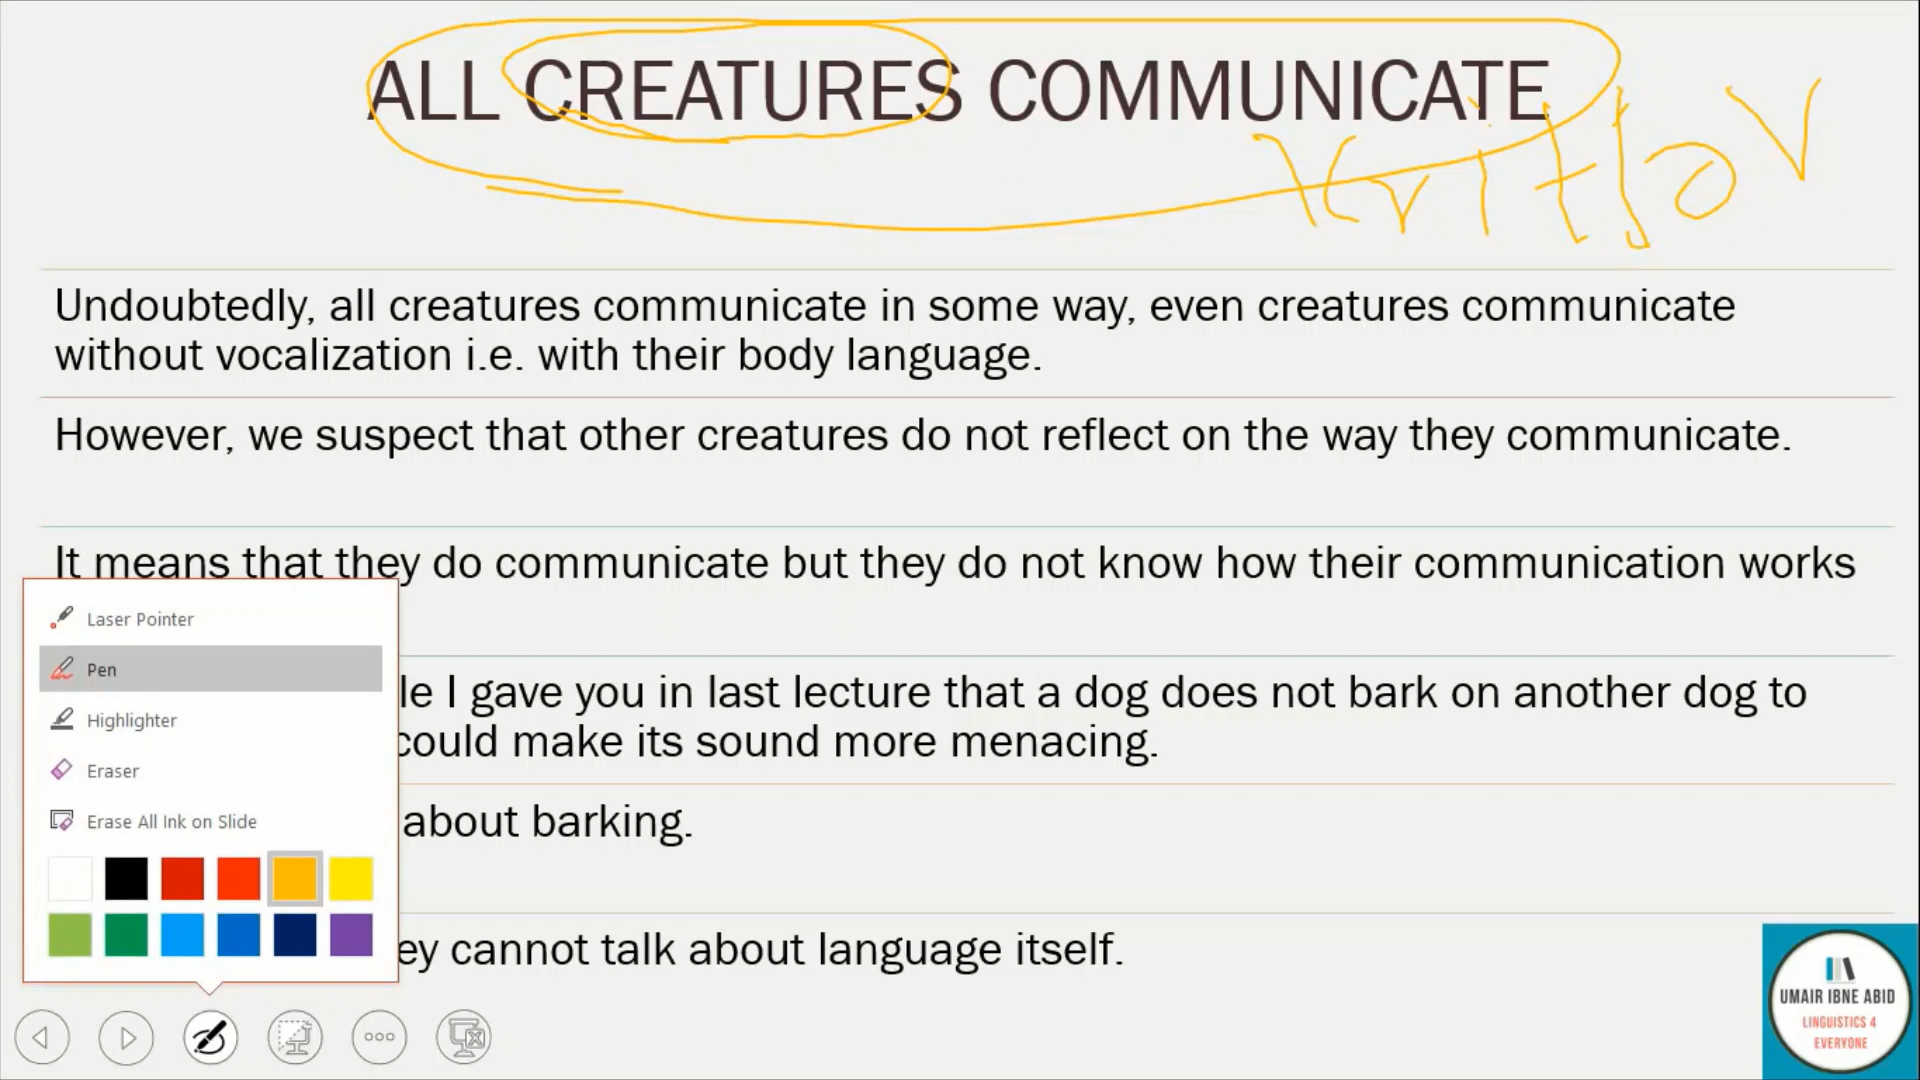 ALL CREATURES COMMUNICATE
Undoubtedly, all creatures communicate in some way, even creatures communicate
without vocalization i.e. with their body language.
However, we suspect that other creatures do not reflect on the way they communicate.
It means that they do communicate but they do not know how their communication works
le I gave you in last lecture that a dog does not bark on another dog to
could make its sound more menacing.
about barking.
ey cannot talk about language itself.
Laser Pointer
Pen
Highlighter
Eraser
Erase All Ink on Slide
UMAIR IBNE ABID
LINGUISTICS 4
EVERYONE